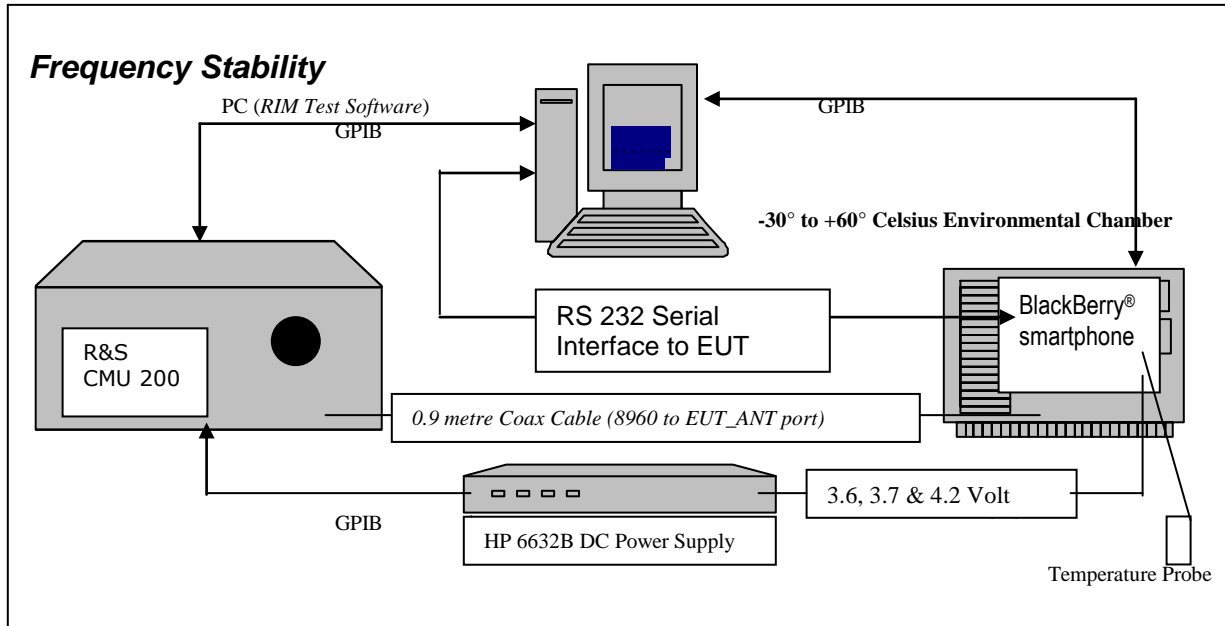 Frequency Stability
PC (RIM Test Software)
GPIB
GPIB
-30° to +60° Celsius Environmental Chamber
RS 232 Serial
Interface to EUT
BlackBerry®
smartphone
R&S
CMU 200
0.9 metre Coax Cable (8960 to EUT_ANT port)
3.6, 3.7 & 4.2 Volt
GPIB
HP 6632B DC Power Supply
Temperature Probe